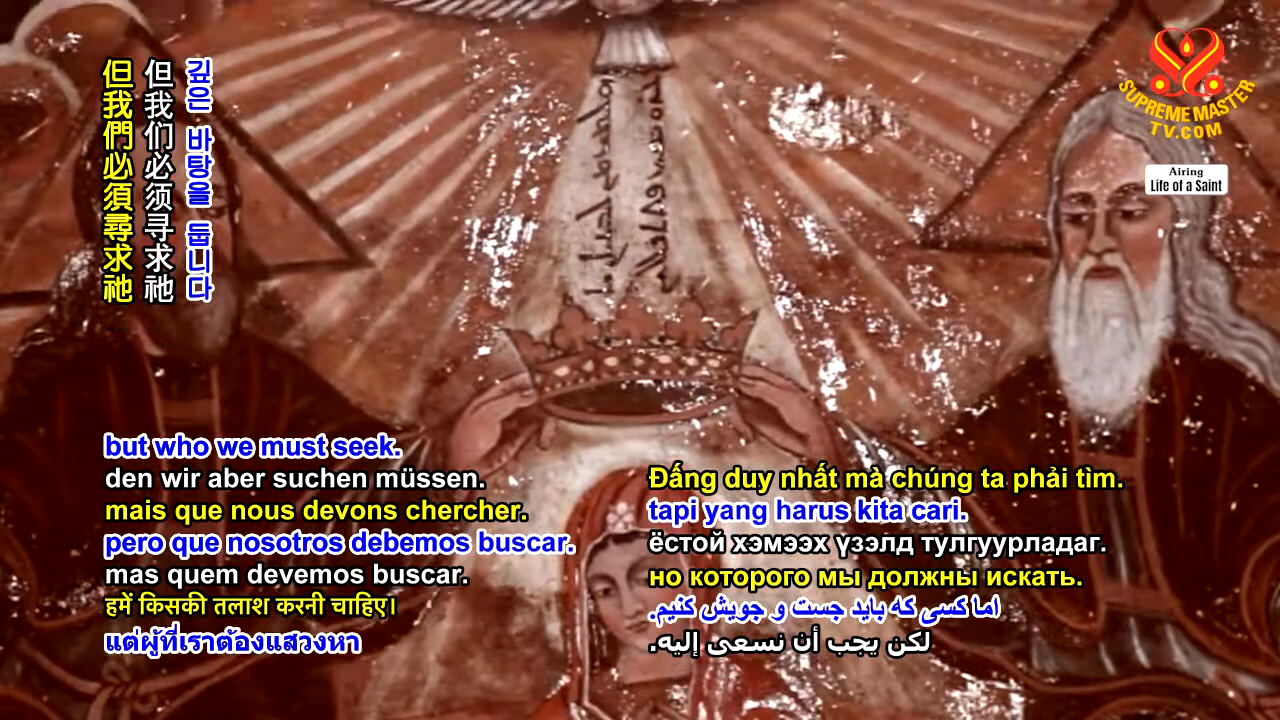 但我們必須尋求祂
但我们必须寻求祂
깊은 바탕을 둡니다
SUPREME MASTER
TV.COM
Airing
Life of a Saint
but who we must seek.
den wir aber suchen müssen.
mais que nous devons chercher.
pero que nosotros debemos buscar.
mas quem devemos buscar.
हमें किसकी तलाश करनी चाहिए।
แต่ผู้ที่เราต้องแสวงหา
Đấng duy nhất mà chúng ta phải tìm.
tapi yang harus kita cari.
ёстой хэмээх үзэлд тулгуурладаг.
но которого мы должны искать.
اما کسی که باید جست و جویش کنیم.
لكن يجب أن نسعى إليه.